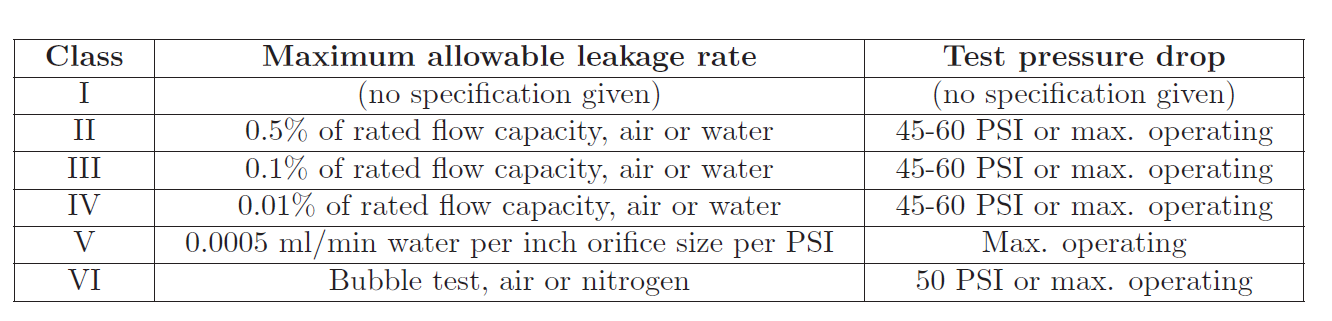 Class Maximum allowable leakage rate Test pressure drop
I (no specification given) (no specification given)
II 0.5% of rated flow capacity, air or water 45-60 PSI or max. operating
III 0.1% of rated flow capacity, air or water 45-60 PSI or max. operating
IV 0.01% of rated flow capacity, air or water 45-60 PSI or max. operating
V 0.0005 ml/min water per inch orifice size per PSI Max. operating
VI Bubble test, air or nitrogen 50 PSI or max. operating